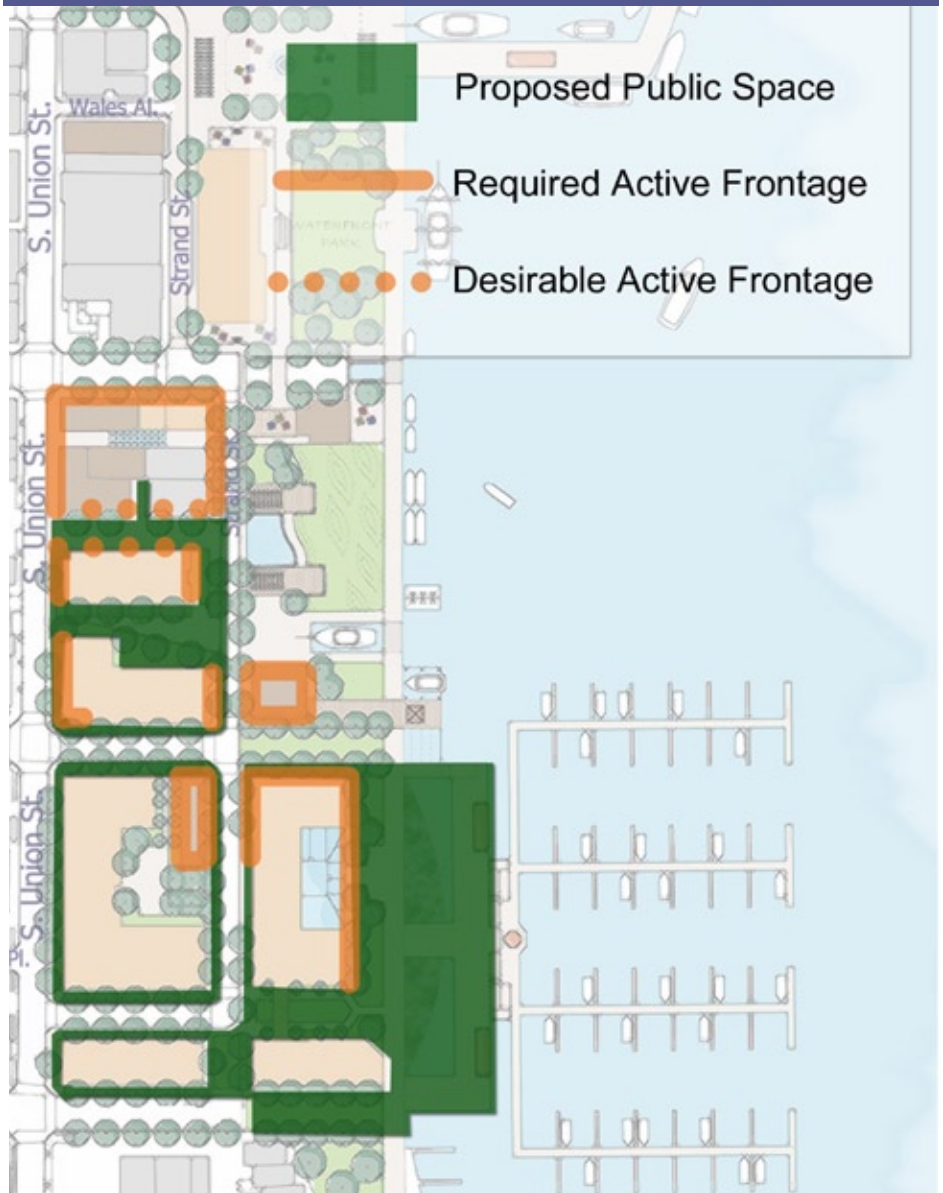 Proposed Public Space
Wales Al.
S. Union St.
Required Active Frontage
Strand St.
WATERFRONT
PARK
Desirable Active Frontage
S. Union St.
Strand St.
S. Union St.
Pl.